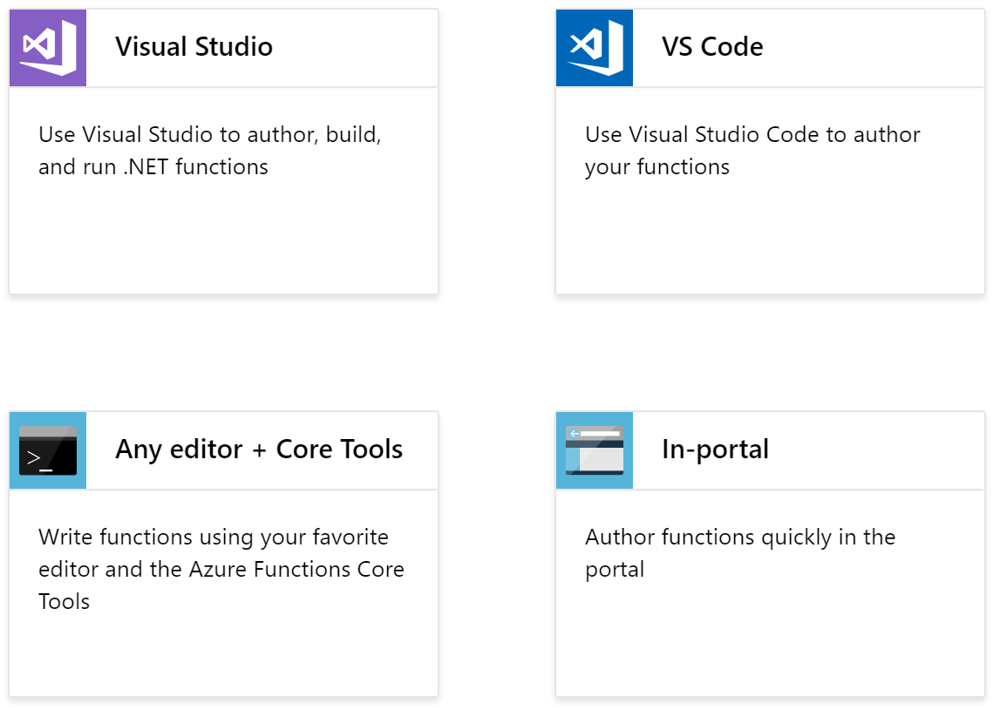 Visual Studio
Use Visual Studio to author, build,
and run .NET functions
VS Code
Use Visual Studio Code to author
your functions
Any editor + Core Tools
Write functions using your favorite
editor and the Azure Functions Core
Tools
In-portal
Author functions quickly in the
portal